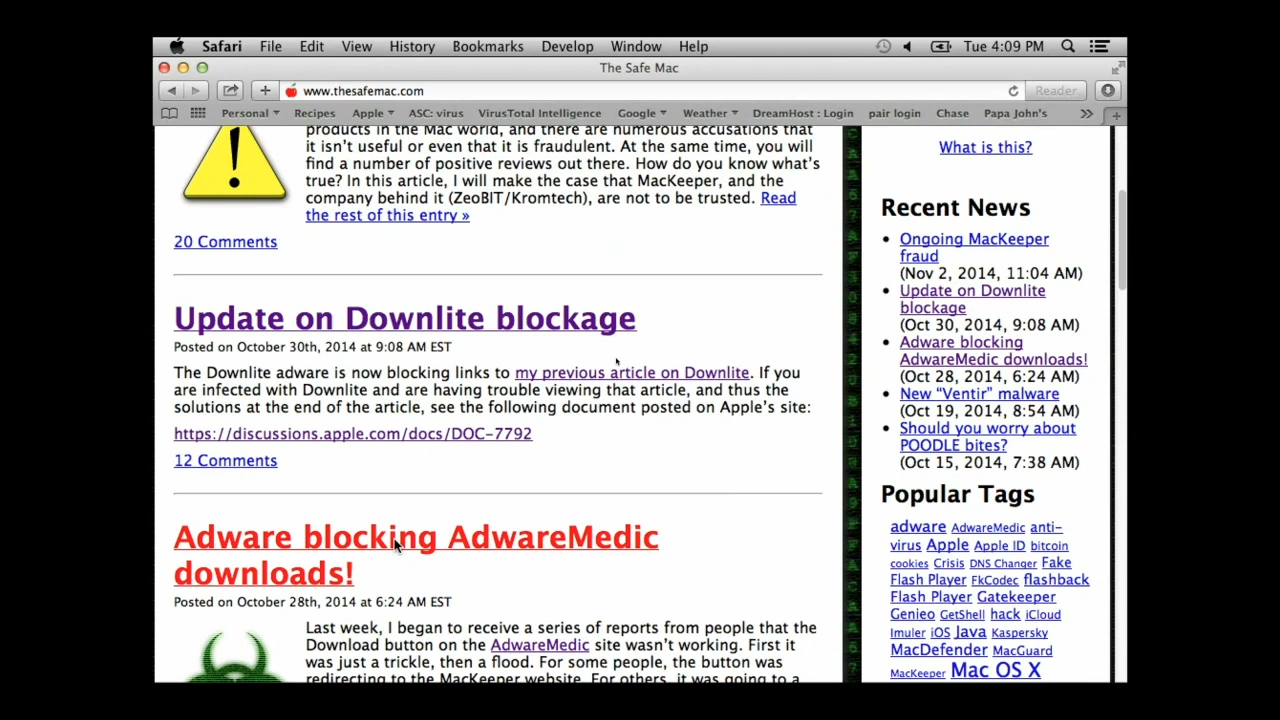 Safari File Edit View History Bookmarks Develop Window Help Tue 4:09 PM
The Safe Mac
www.thesafemac.com Reader
Personal Recipes Apple ASC: virus VirusTotal Intelligence Google Weather DreamHost : Login pair login Chase Papa John's
products in the Mac world, and there are numerous accusations that
it isn't useful or even that it is fraudulent. At the same time, you will
find a number of positive reviews out there. How do you know what's
true? In this article, I will make the case that MacKeeper, and the
company behind it (ZeoBIT/Kromtech), are not to be trusted. Read
the rest of this entry »
20 Comments
Update on Downlite blockage
Posted on October 30th, 2014 at 9:08 AM EST
The Downlite adware is now blocking links to my previous article on Downlite. If you
are infected with Downlite and are having trouble viewing that article, and thus the
solutions at the end of the article, see the following document posted on Apple's site:
https://discussions.apple.com/docs/DOC-7792
12 Comments
Adware blocking AdwareMedic
downloads!
Posted on October 28th, 2014 at 6:24 AM EST
Last week, I began to receive a series of reports from people that the
Download button on the AdwareMedic site wasn't working. First it
was just a trickle, then a flood. For some people, the button was
redirecting to the MacKeeper website. For others, it was going to a
What is this?
Recent News
Ongoing MacKeeper
fraud
(Nov 2, 2014, 11:04 AM)
Update on Downlite
blockage
(Oct 30, 2014, 9:08 AM)
Adware blocking
AdwareMedic downloads!
(Oct 28, 2014, 6:24 AM)
New “Ventir” malware
(Oct 19, 2014, 8:54 AM)
Should you worry about
POODLE bites?
(Oct 15, 2014, 7:38 AM)
Popular Tags
adware AdwareMedic anti-
virus Apple Apple ID bitcoin
cookies Crisis DNS Changer Fake
Flash Player FkCodec flashback
Flash Player Gatekeeper
Genieo GetShell hack iCloud
Imuler iOS Java Kaspersky
MacDefender MacGuard
MacKeeper Mac OS X